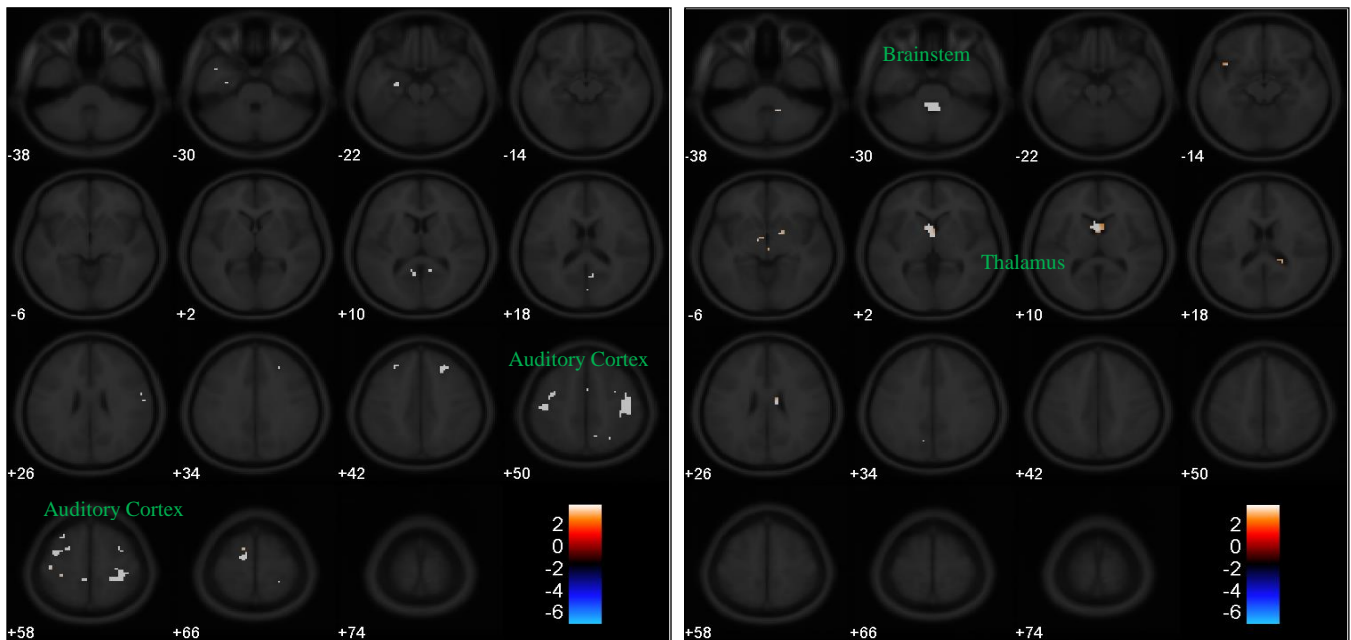 Brainstem
-38 -30 -22 -14
-38 -30 -22 -14
Thalamus
-6 +2 +10 +18
-6 +2 +10 +18
Auditory Cortex
+26 +34 +42 +50
+26 +34 +42 +50
Auditory Cortex
2
0
-2
-4
-6
2
0
-2
-4
-6
+58 +66 +74
+58 +66 +74